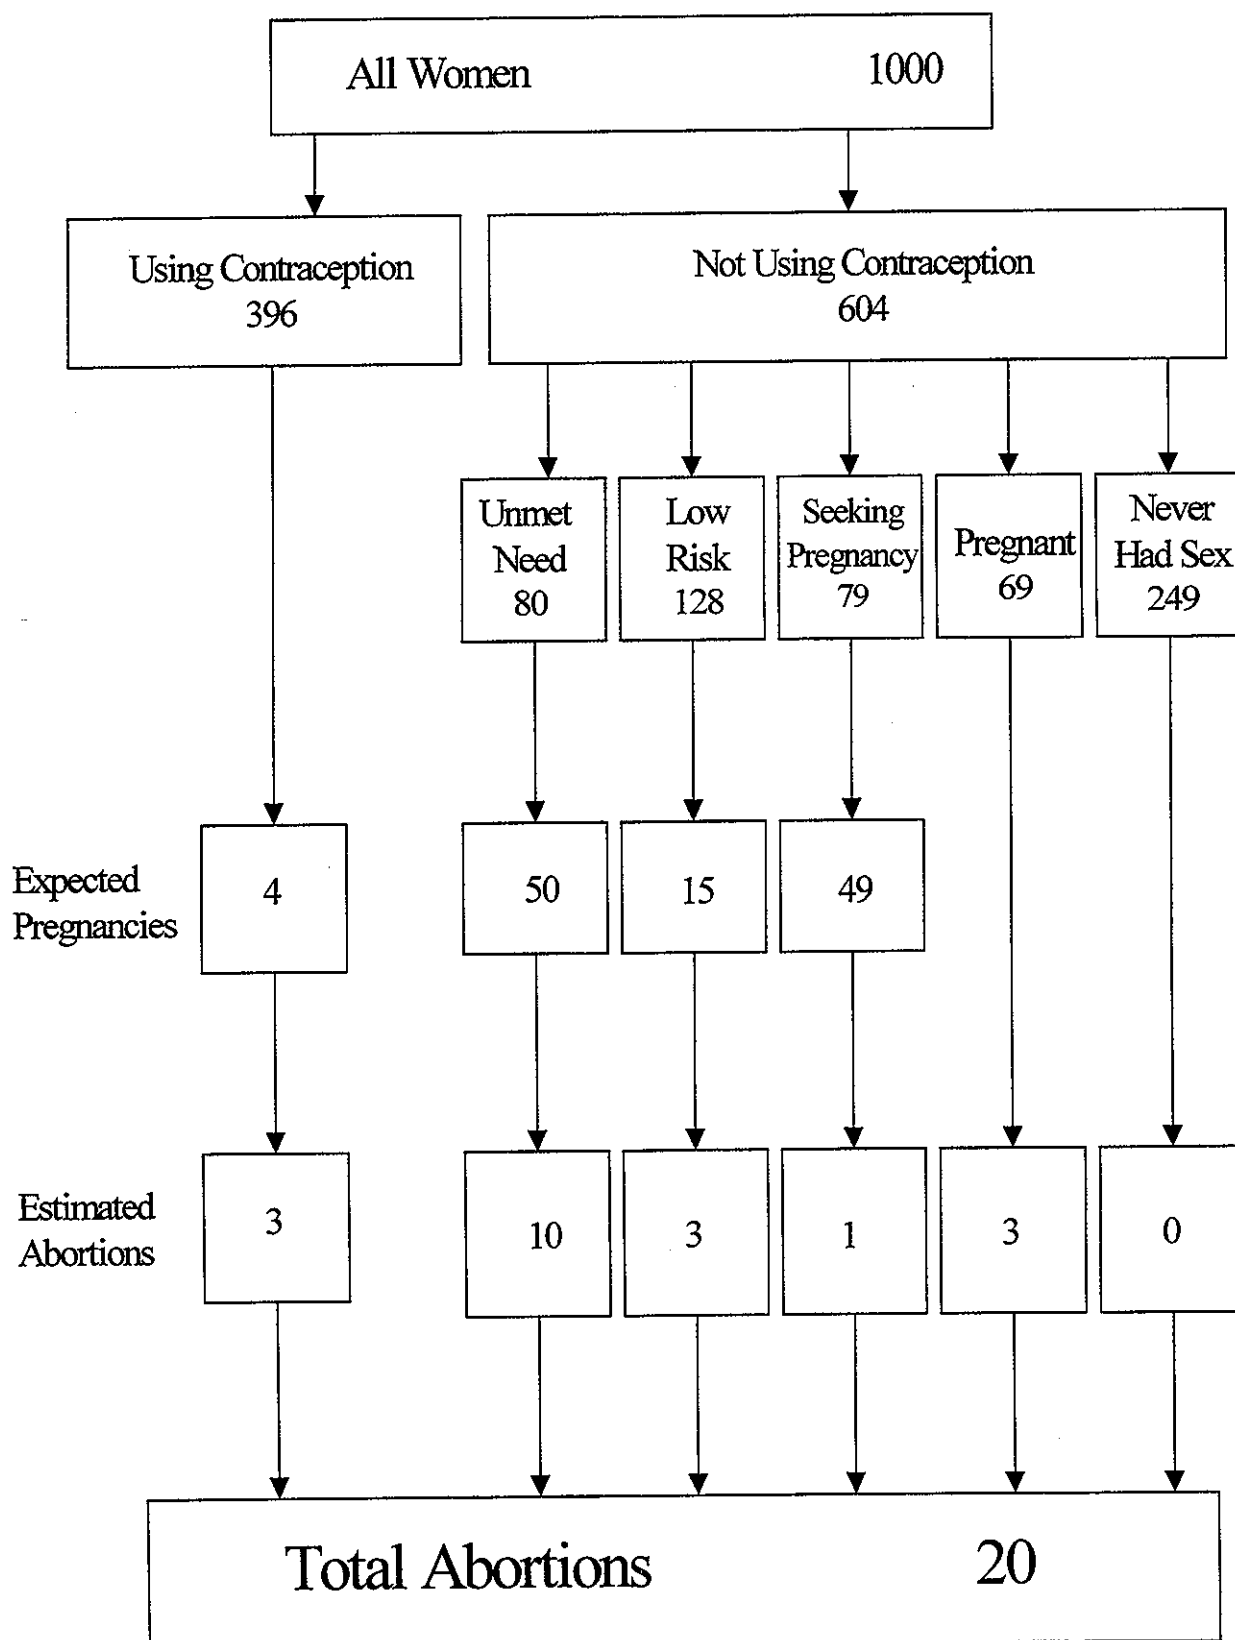 All Women 1000
Using Contraception
396
Not Using Contraception
604
Unmet
Need
80
Low
Risk
128
Seeking
Pregnancy
79
Pregnant
69
Never
Had Sex
249
Expected
Pregnancies
4
50
15
49
Estimated
Abortions
3
10
3
1
3
0
Total Abortions 20